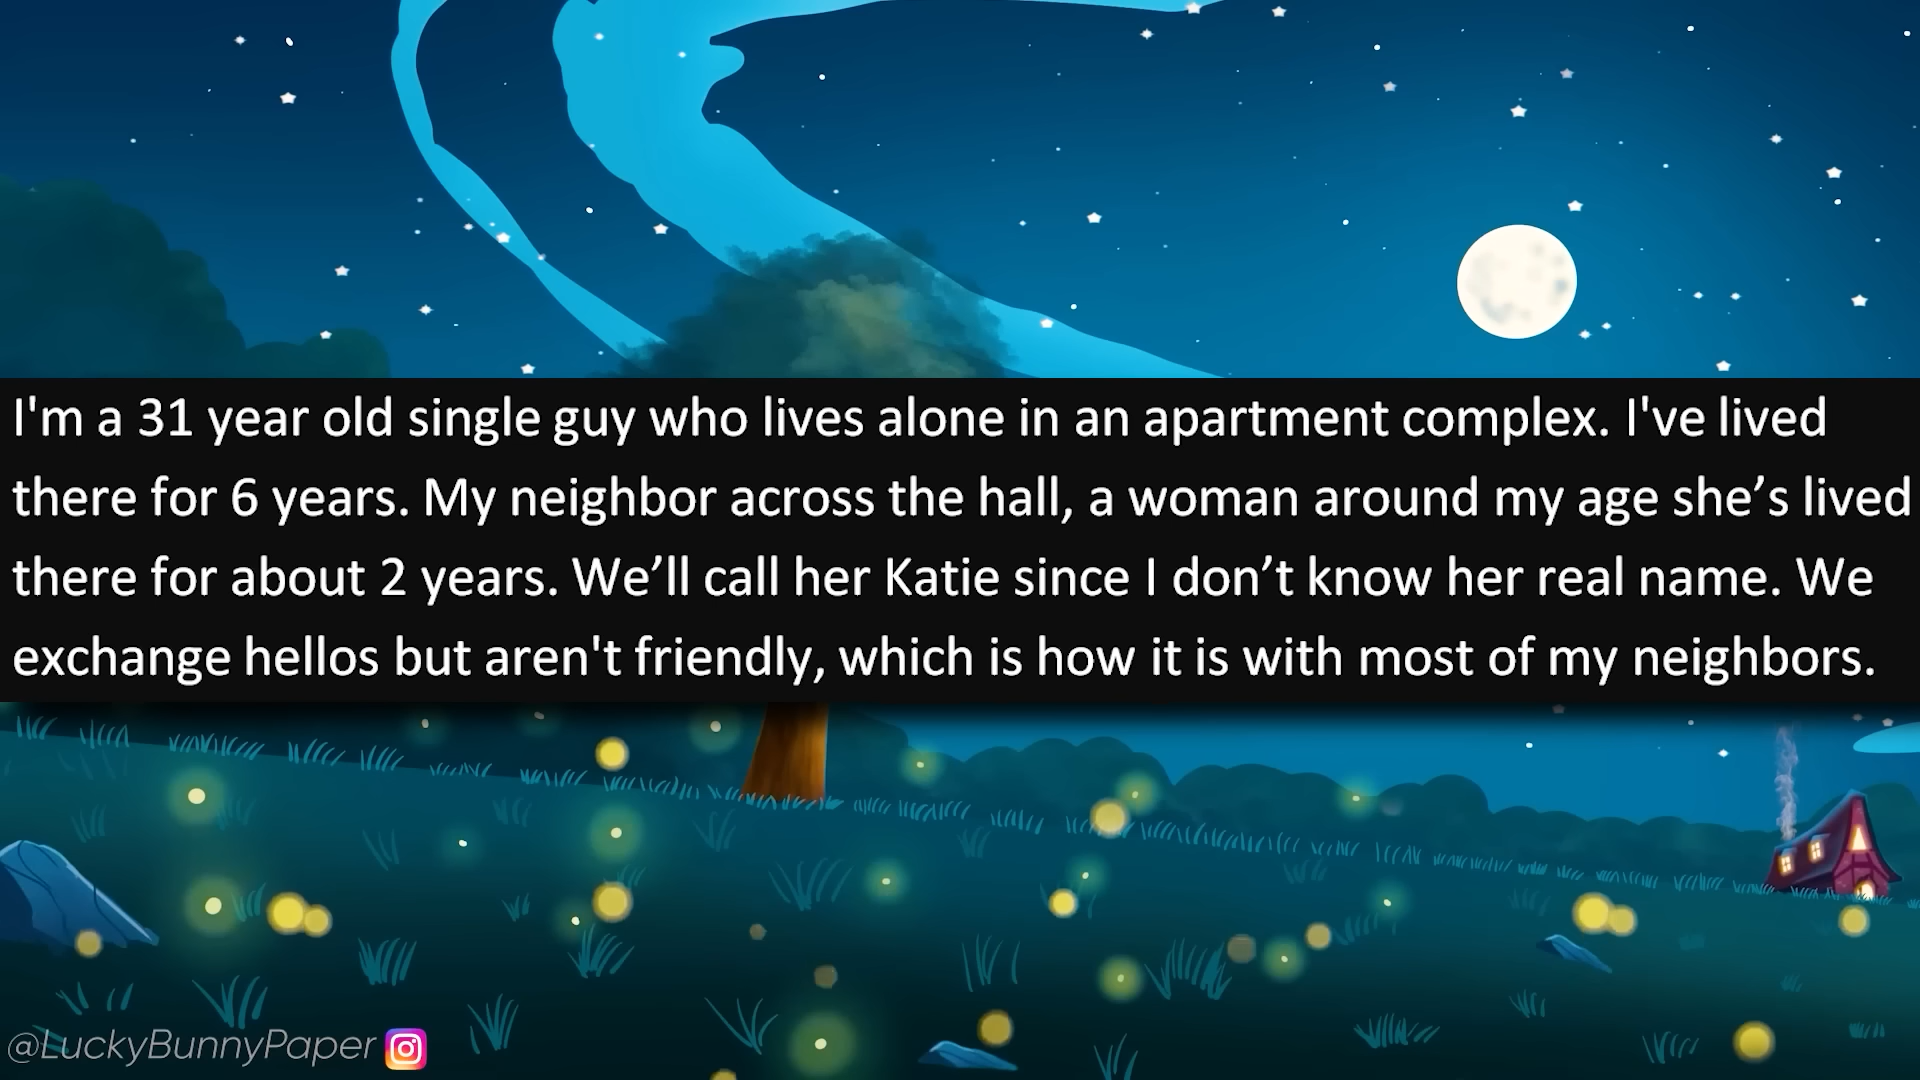 I'm a 31 year old single guy who lives alone in an apartment complex. I've lived
there for 6 years. My neighbor across the hall, a woman around my age she’s lived
there for about 2 years. We’ll call her Katie since I don’t know her real name. We
exchange hellos but aren't friendly, which is how it is with most of my neighbors.
@LuckyBunnyPaper